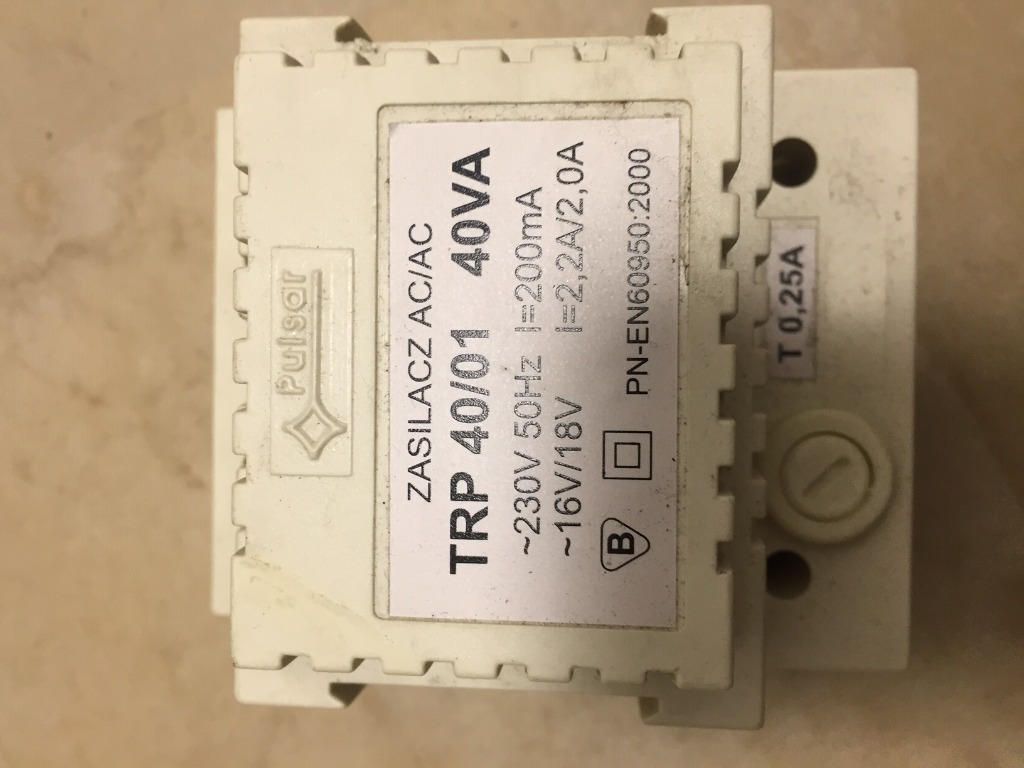 Pulsar
ZASILACZ AC/AC
TRP 40/01 40VA
~230V 50Hz I=200mA
~16V/18V I=2,2A/2,0A
B PN-EN60950:2000
T 0,25A